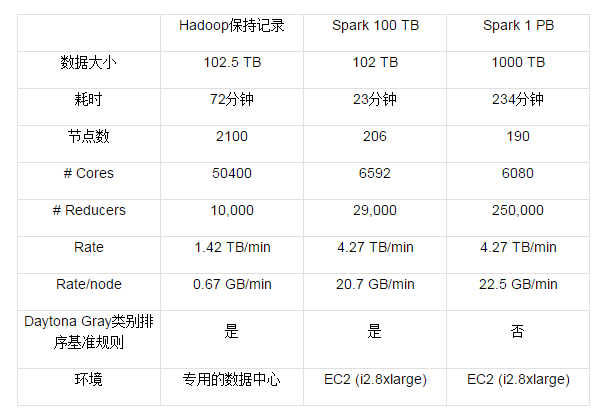 Hadoop保持记录 Spark 100 TB Spark 1 PB
数据大小 102.5 TB 102 TB 1000 TB
耗时 72分钟 23分钟 234分钟
节点数 2100 206 190
# Cores 50400 6592 6080
# Reducers 10,000 29,000 250,000
Rate 1.42 TB/min 4.27 TB/min 4.27 TB/min
Rate/node 0.67 GB/min 20.7 GB/min 22.5 GB/min
Daytona Gray类别排
序基准规则 是 是 否
环境 专用的数据中心 EC2 (i2.8xlarge) EC2 (i2.8xlarge)